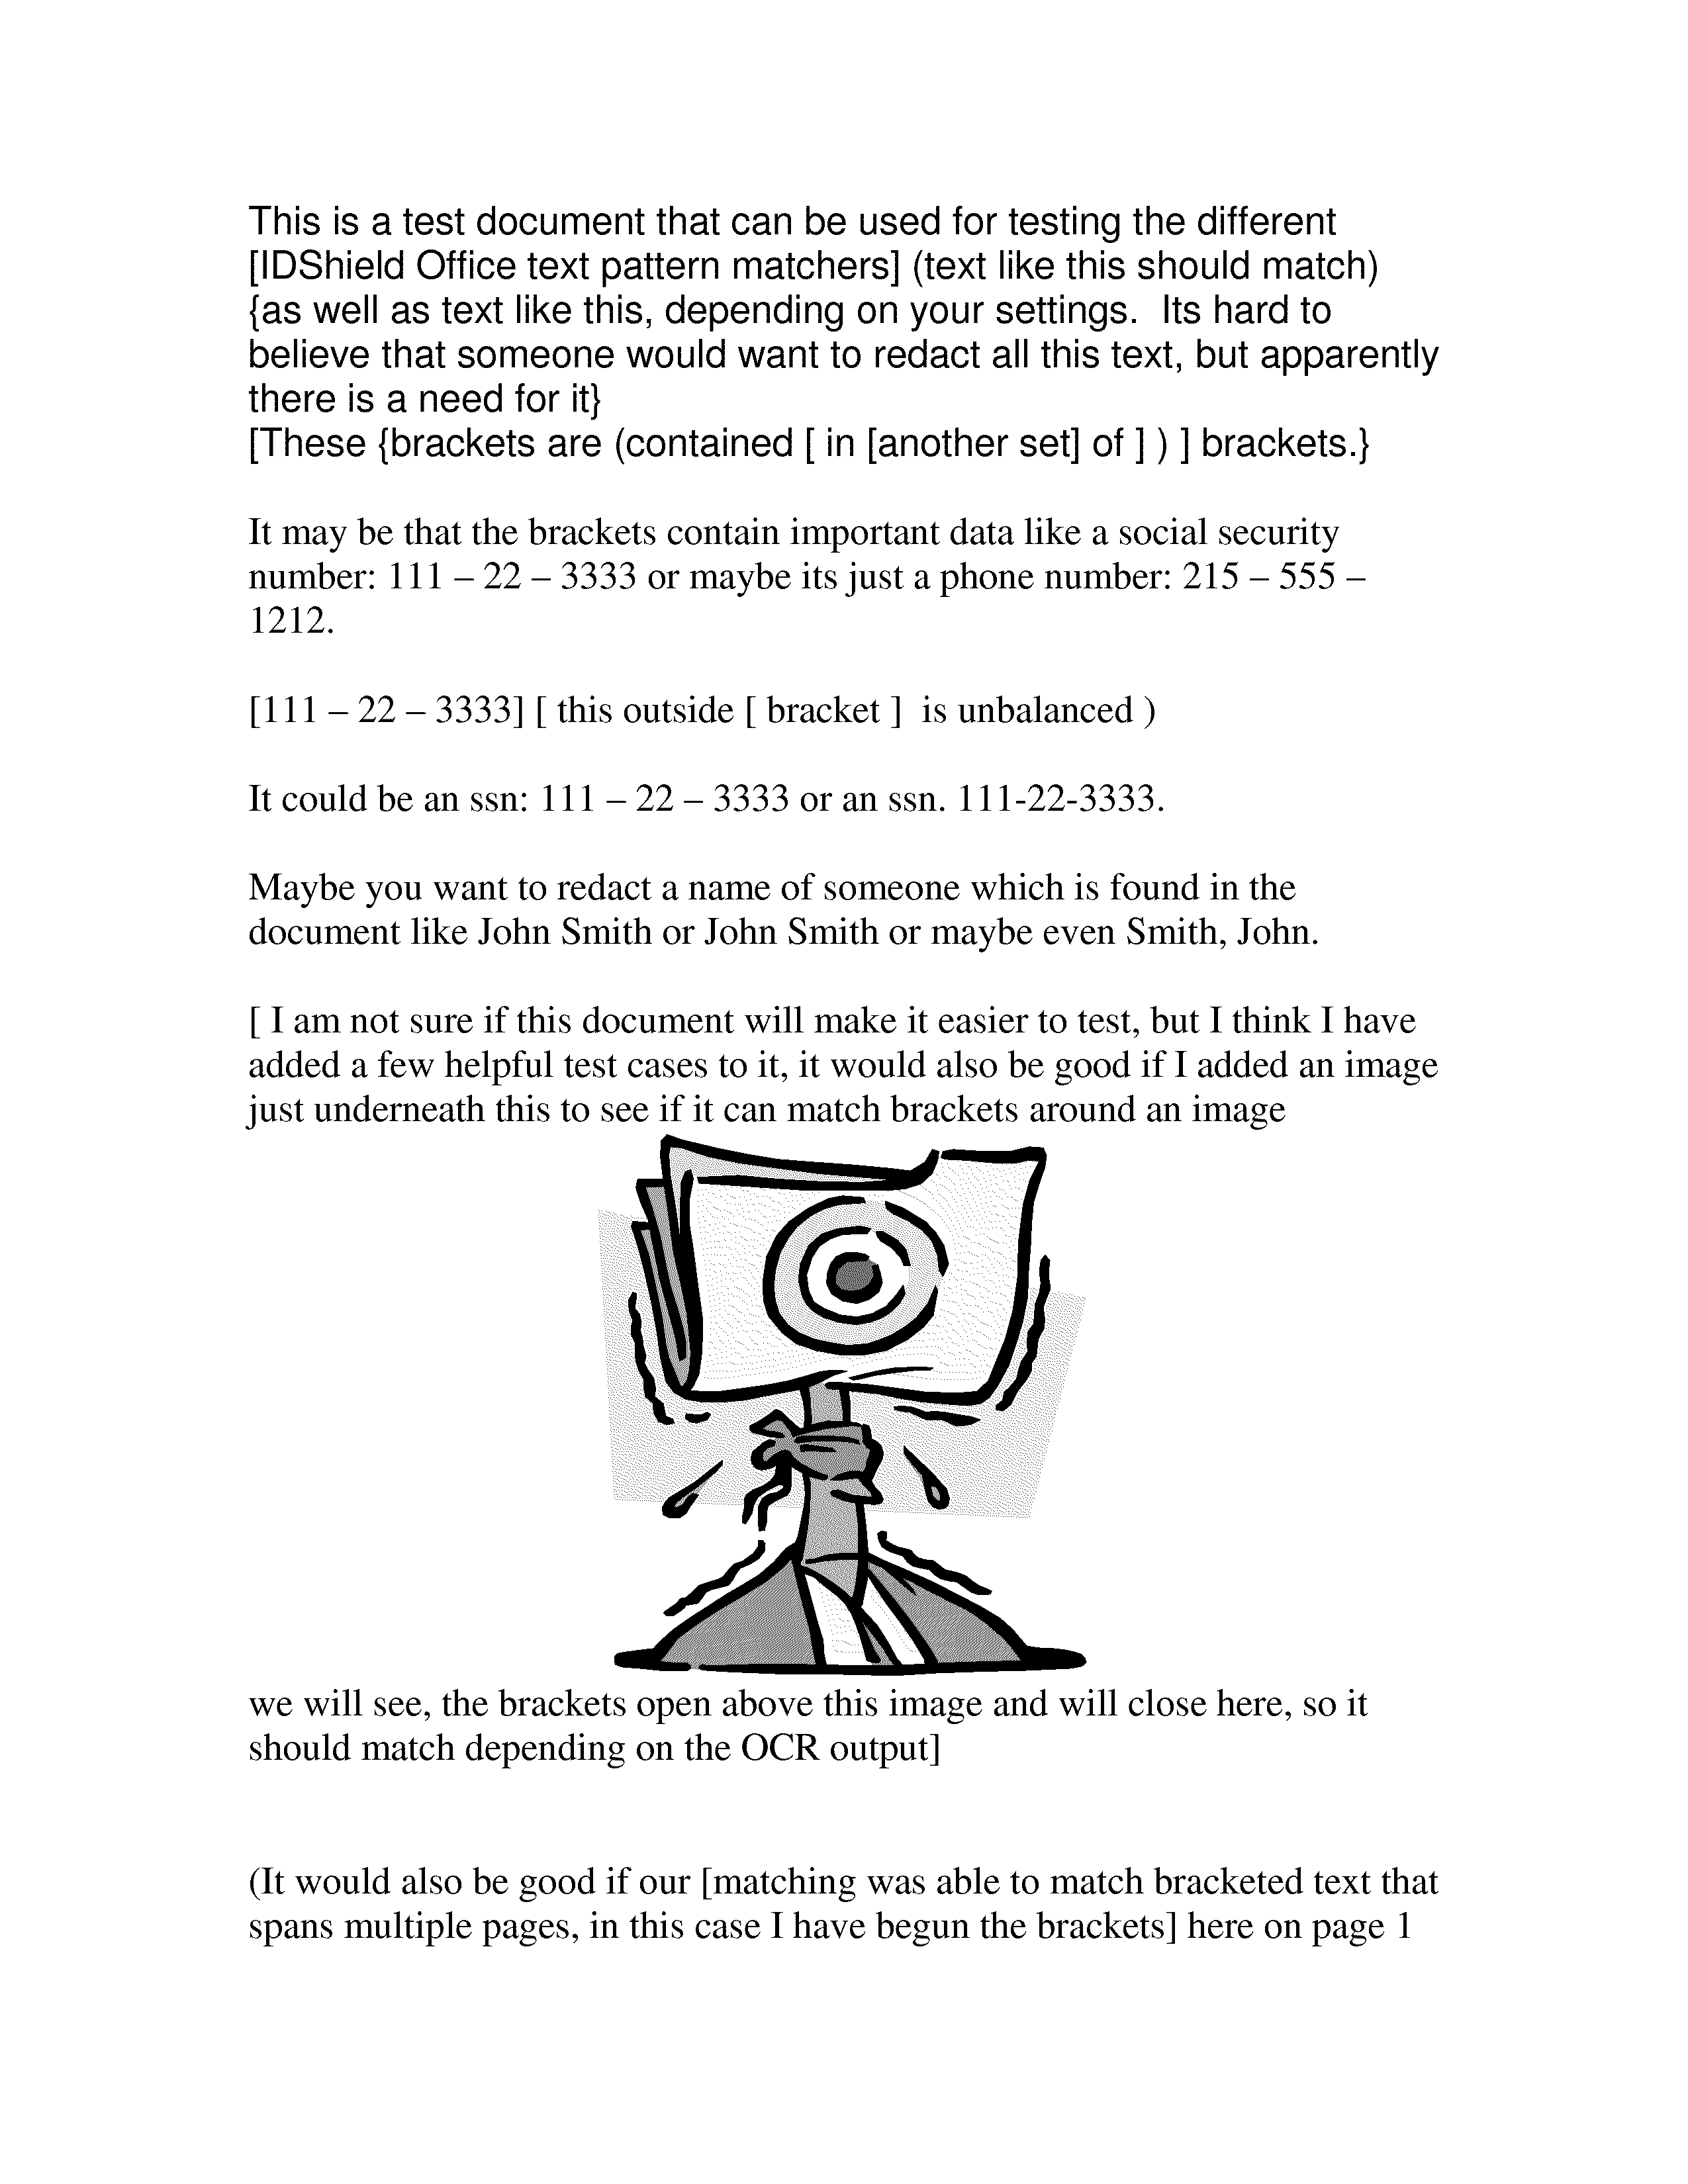 This is a test document that can be used for testing the different
[IDShield Office text pattern matchers] (text like this should match)
{as well as text like this, depending on your settings.  Its hard to
believe that someone would want to redact all this text, but apparently
there is a need for it}
[These {brackets are (contained [ in [another set] of ] ) ] brackets.}
It may be that the brackets contain important data like a social security
number: 111 – 22 – 3333 or maybe its just a phone number: 215 – 555 –
1212.
[111 – 22 – 3333] [ this outside [ bracket ]  is unbalanced )
It could be an ssn: 111 – 22 – 3333 or an ssn. 111-22-3333.
Maybe you want to redact a name of someone which is found in the
document like John Smith or John Smith or maybe even Smith, John.
[ I am not sure if this document will make it easier to test, but I think I have
added a few helpful test cases to it, it would also be good if I added an image
just underneath this to see if it can match brackets around an image
we will see, the brackets open above this image and will close here, so it
should match depending on the OCR output]
(It would also be good if our [matching was able to match bracketed text that
spans multiple pages, in this case I have begun the brackets] here on page 1